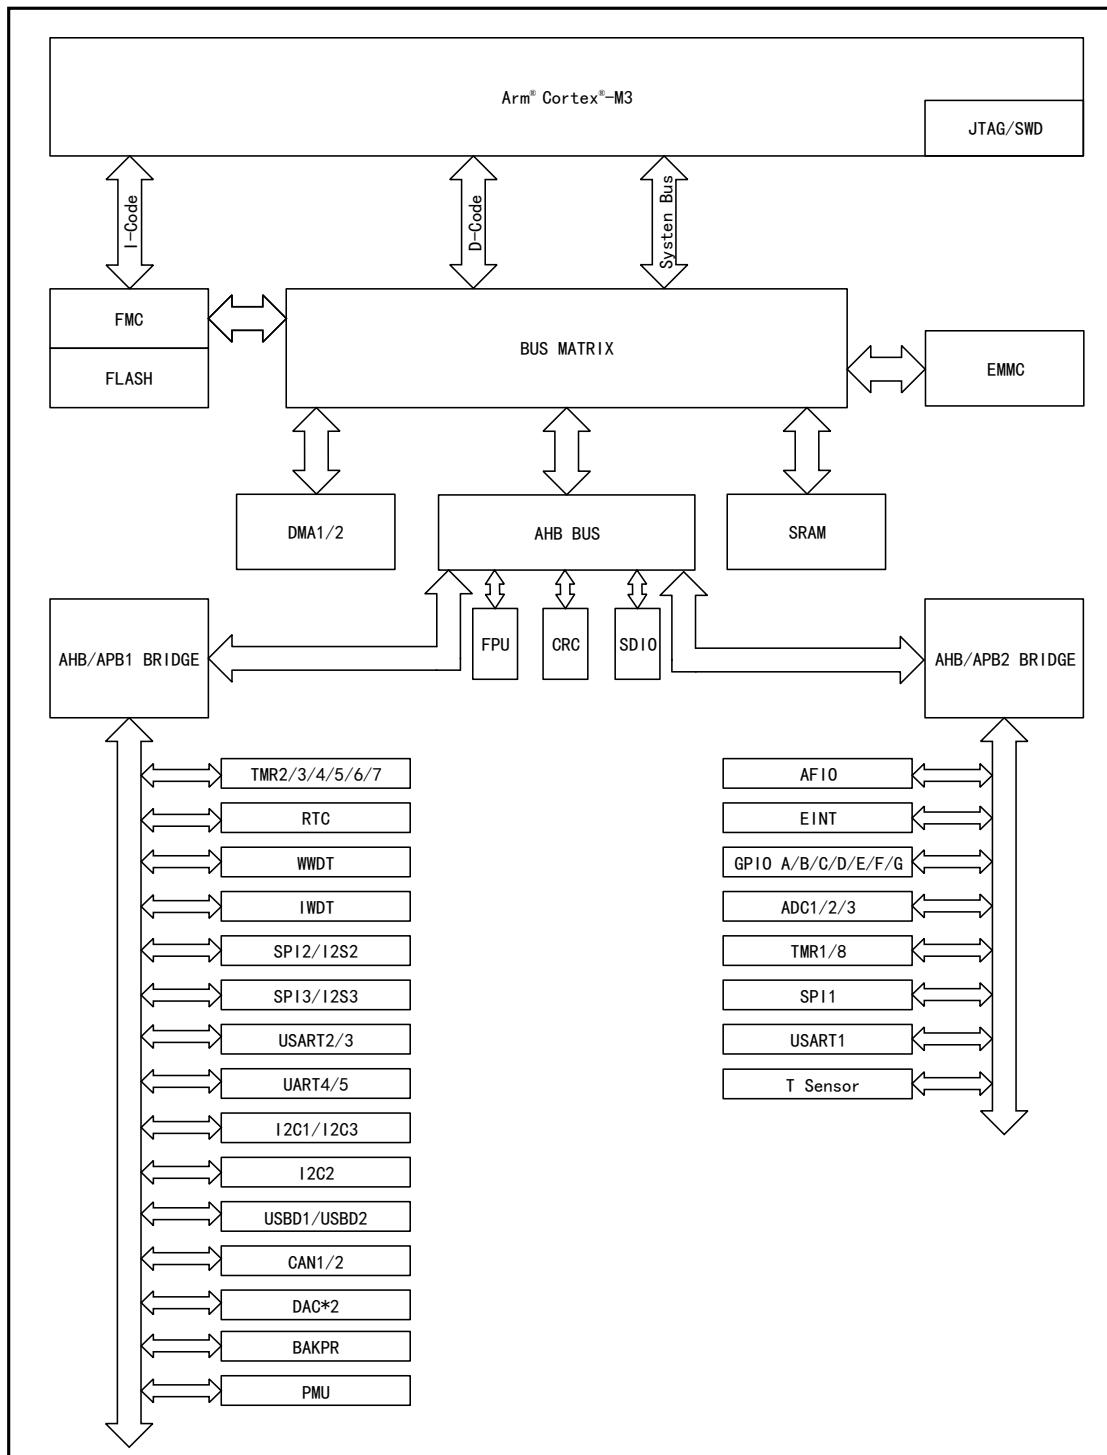 Arm® Cortex®-M3
JTAG/SWD
I-Code
D-Code
Systen Bus
FMC
FLASH
BUS MATRIX
EMMC
DMA1/2
AHB BUS
SRAM
AHB/APB1 BRIDGE
FPU
CRC
SDIO
AHB/APB2 BRIDGE
TMR2/3/4/5/6/7
RTC
WWDT
IWDT
SPI2/I2S2
SPI3/I2S3
USART2/3
UART4/5
I2C1/I2C3
I2C2
USBD1/USBD2
CAN1/2
DAC*2
BAKPR
PMU
AFIO
EINT
GPIO A/B/C/D/E/F/G
ADC1/2/3
TMR1/8
SPI1
USART1
T Sensor